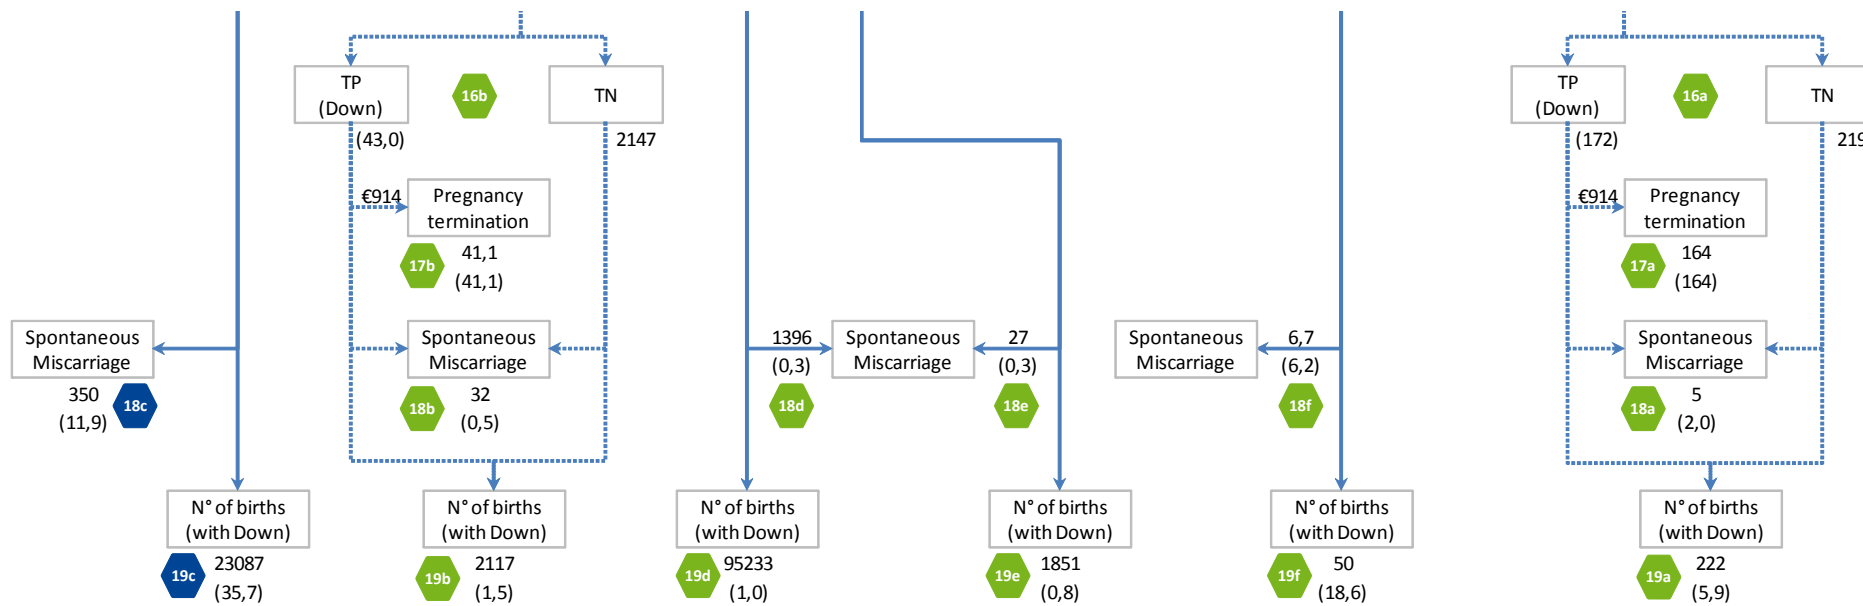 TP
(Down)
16b
TN
TP
(Down)
16a
TN
(43,0)
2147
(172)
219
€914
Pregnancy
termination
€914
Pregnancy
termination
17b
41,1
(41,1)
17a
164
(164)
Spontaneous
Miscarriage
350
(11,9)
18c
Spontaneous
Miscarriage
18b
32
(0,5)
1396
(0,3)
18d
Spontaneous
Miscarriage
27
(0,3)
18e
Spontaneous
Miscarriage
6,7
(6,2)
18f
Spontaneous
Miscarriage
18a
5
(2,0)
N° of births
(with Down)
19c
23087
(35,7)
N° of births
(with Down)
19b
2117
(1,5)
N° of births
(with Down)
19d
95233
(1,0)
N° of births
(with Down)
19e
1851
(0,8)
N° of births
(with Down)
19f
50
(18,6)
N° of births
(with Down)
19a
222
(5,9)